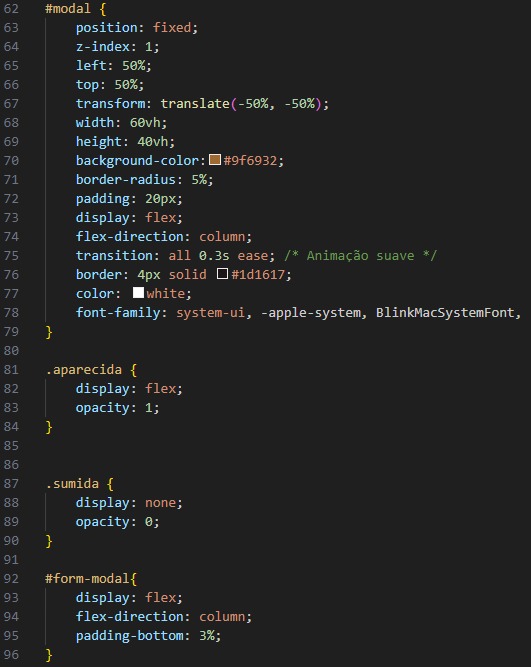 62 #modal {
63     position: fixed;
64     z-index: 1;
65     left: 50%;
66     top: 50%;
67     transform: translate(-50%, -50%);
68     width: 60vh;
69     height: 40vh;
70     background-color: #9f6932;
71     border-radius: 5%;
72     padding: 20px;
73     display: flex;
74     flex-direction: column;
75     transition: all 0.3s ease; /* Animação suave */
76     border: 4px solid #1d1617;
77     color: white;
78     font-family: system-ui, -apple-system, BlinkMacSystemFont,
79 }
80
81 .aparecida {
82     display: flex;
83     opacity: 1;
84 }
85
86
87 .sumida {
88     display: none;
89     opacity: 0;
90 }
91
92 #form-modal{
93     display: flex;
94     flex-direction: column;
95     padding-bottom: 3%;
96 }